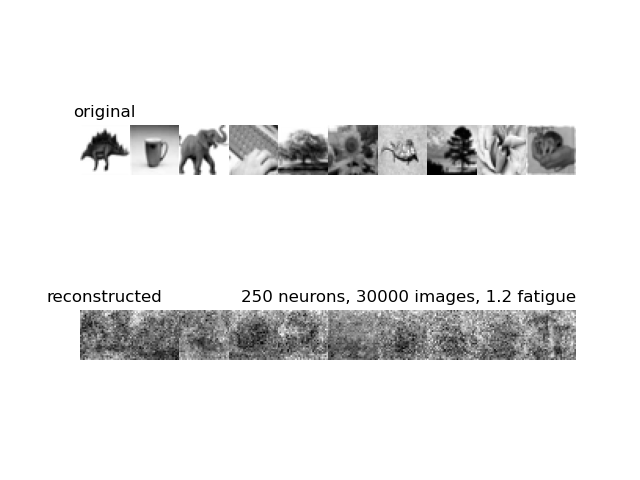 original
reconstructed
250 neurons, 30000 images, 1.2 fatigue